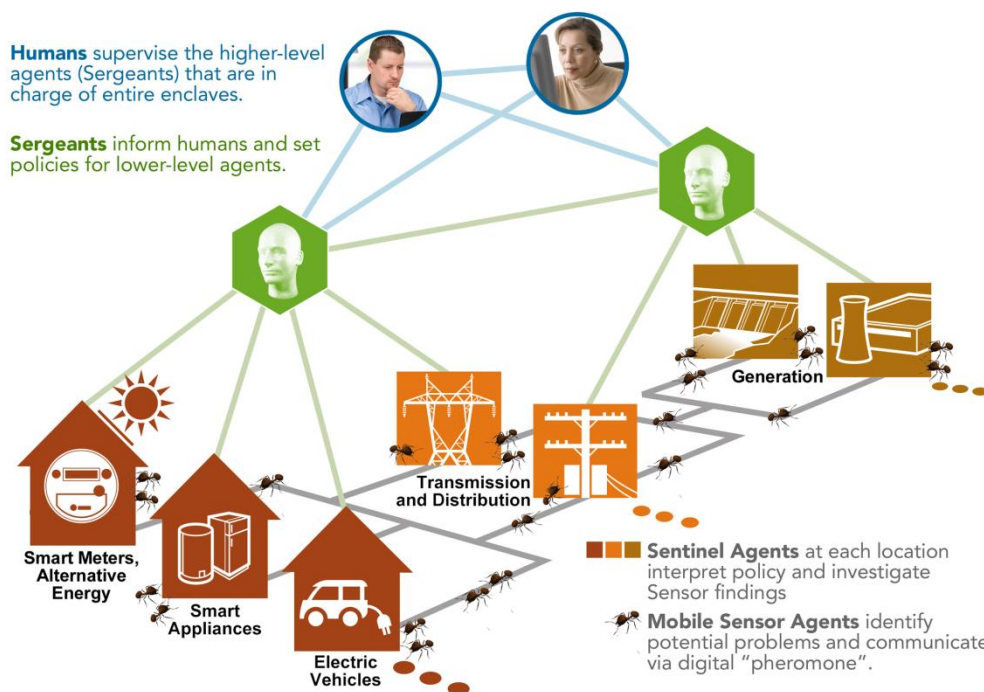 Humans supervise the higher-level
agents (Sergeants) that are in
charge of entire enclaves.
Sergeants inform humans and set
policies for lower-level agents.
Generation
Transmission
and Distribution
Smart Meters,
Alternative
Energy
Smart
Appliances
Electric
Vehicles
Sentinel Agents at each location
interpret policy and investigate
Sensor findings
Mobile Sensor Agents identify
potential problems and communicate
via digital “pheromone”.